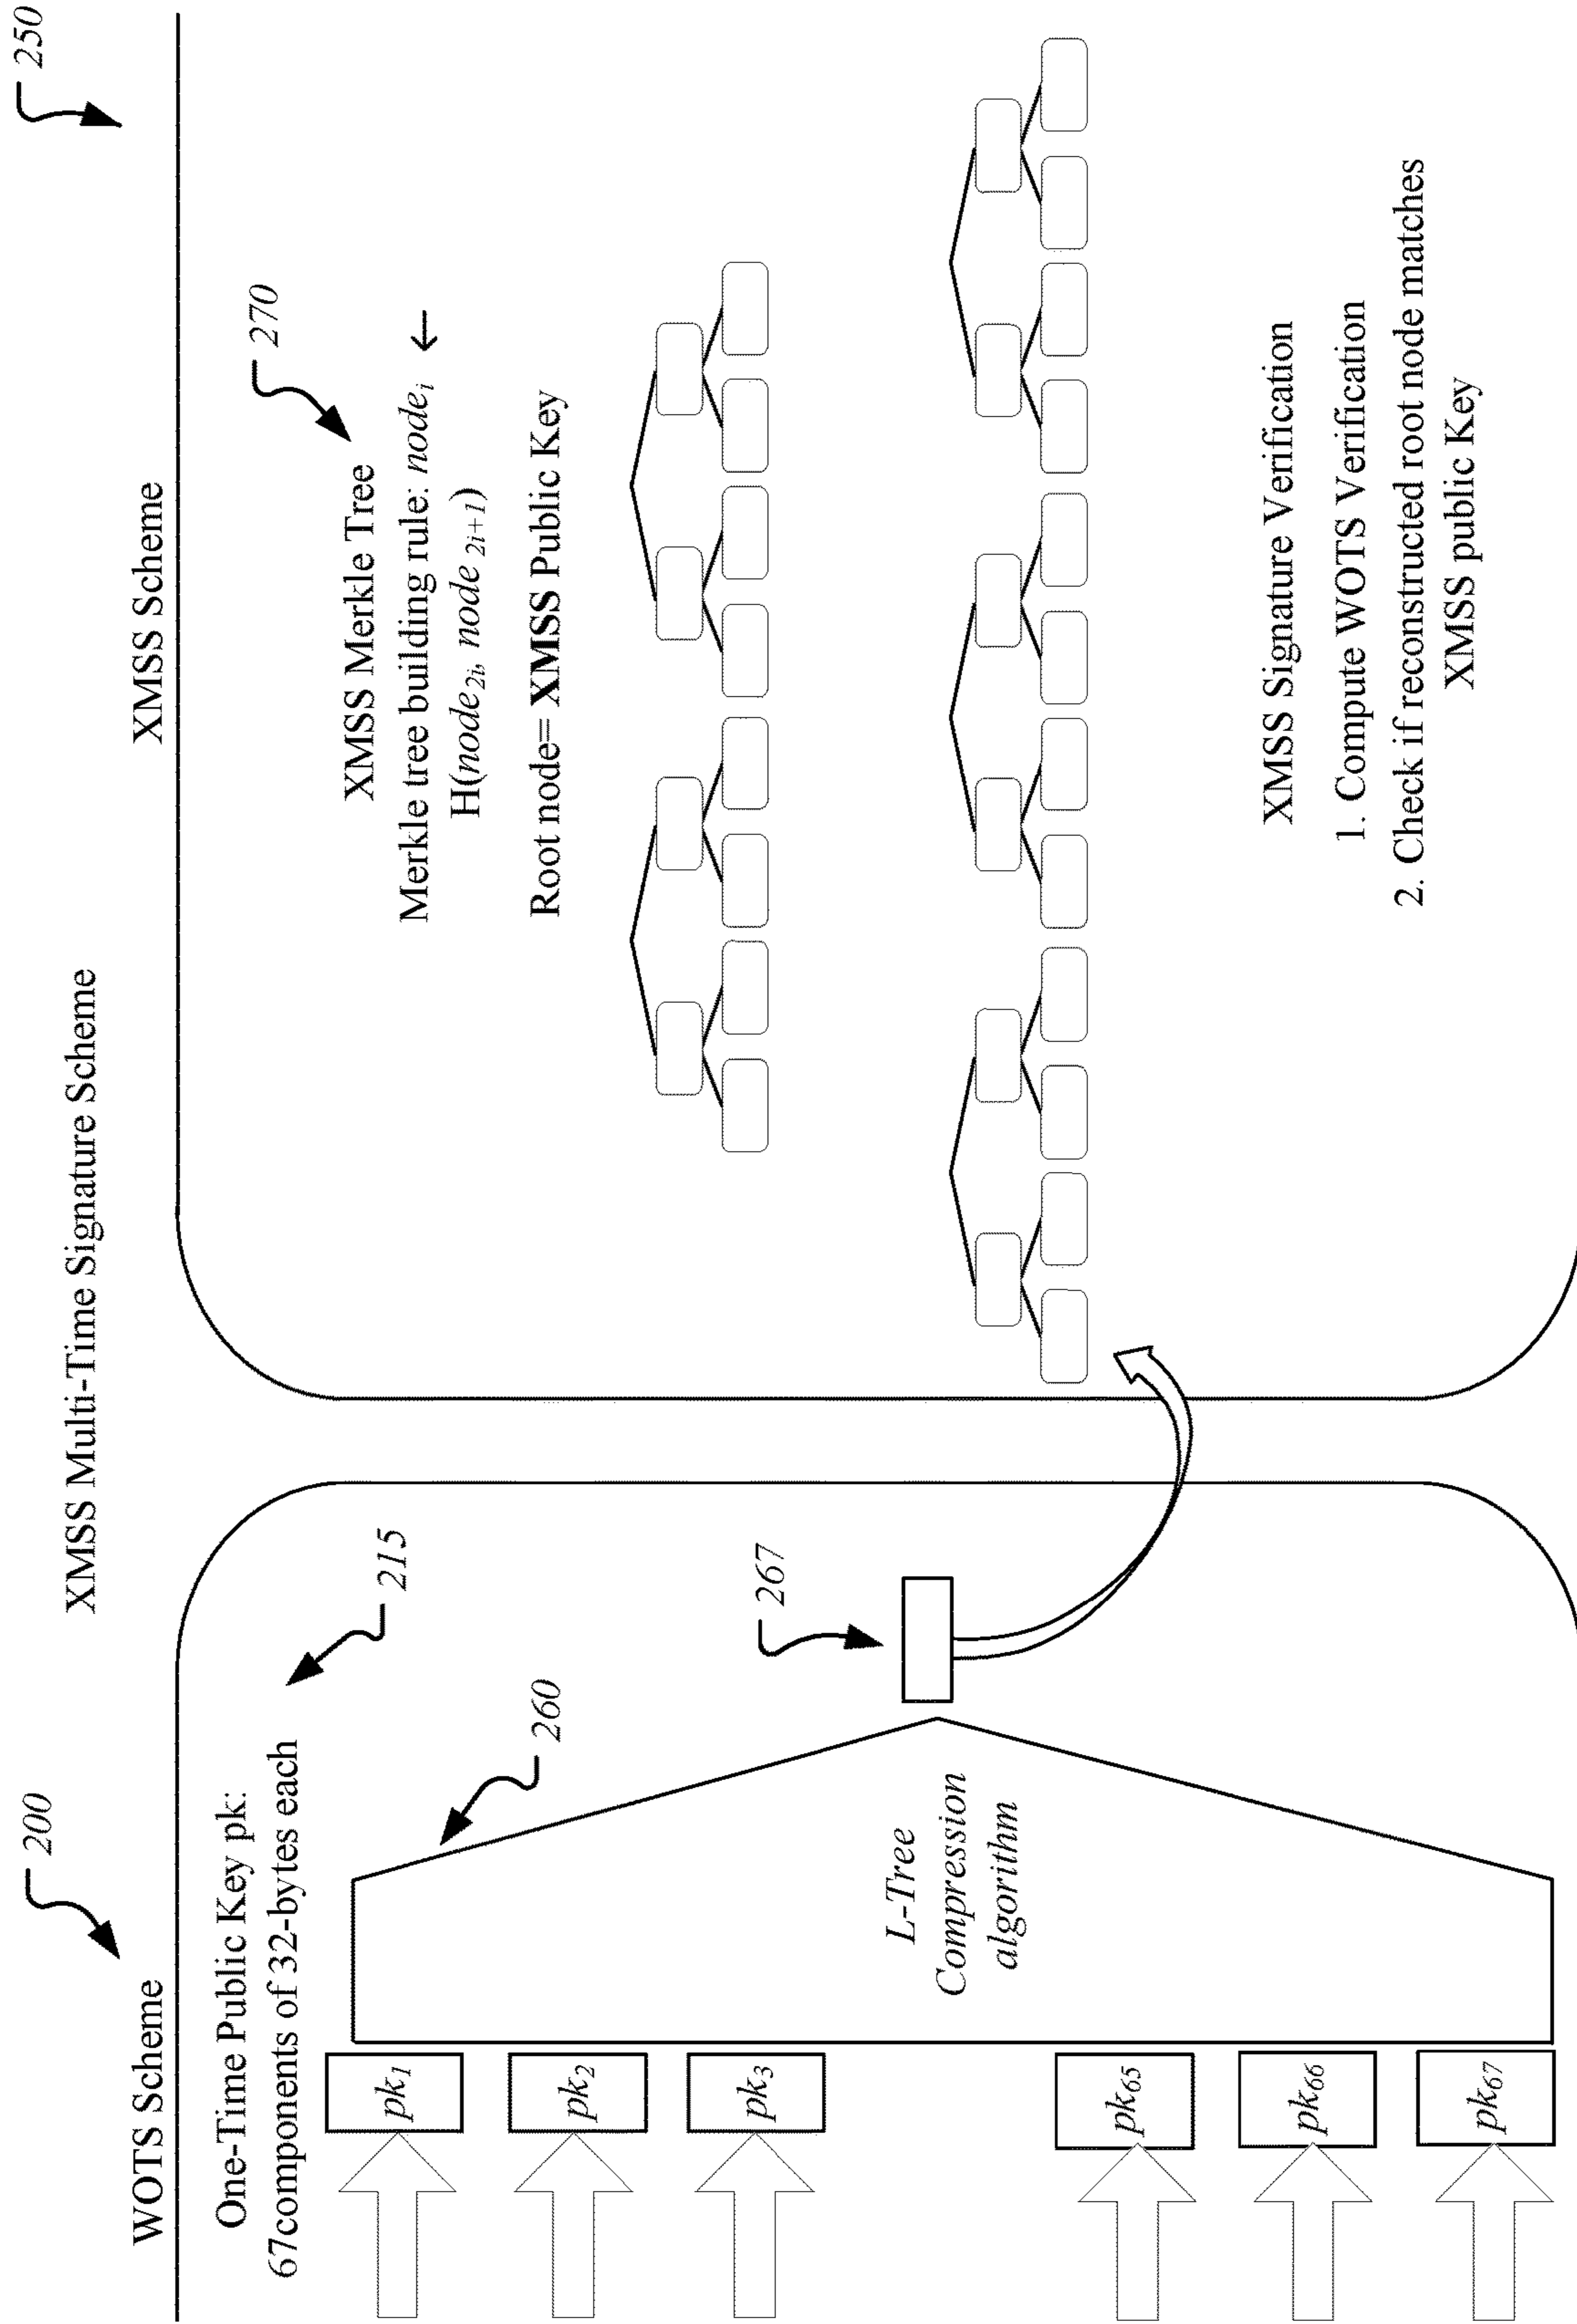 XMSS Multi-Time Signature Scheme
200
WOTS Scheme
One-Time Public Key pk:
67components of 32-bytes each
215
pk1
pk2
pk3
pk65
pk66
pk67
260
L-Tree
Compression
algorithm
267
250
XMSS Scheme
270
XMSS Merkle Tree
Merkle tree building rule: node i ←
H(node2i, node 2i+1)
Root node= XMSS Public Key
XMSS Signature Verification
1. Compute WOTS Verification
2. Check if reconstructed root node matches
XMSS public Key